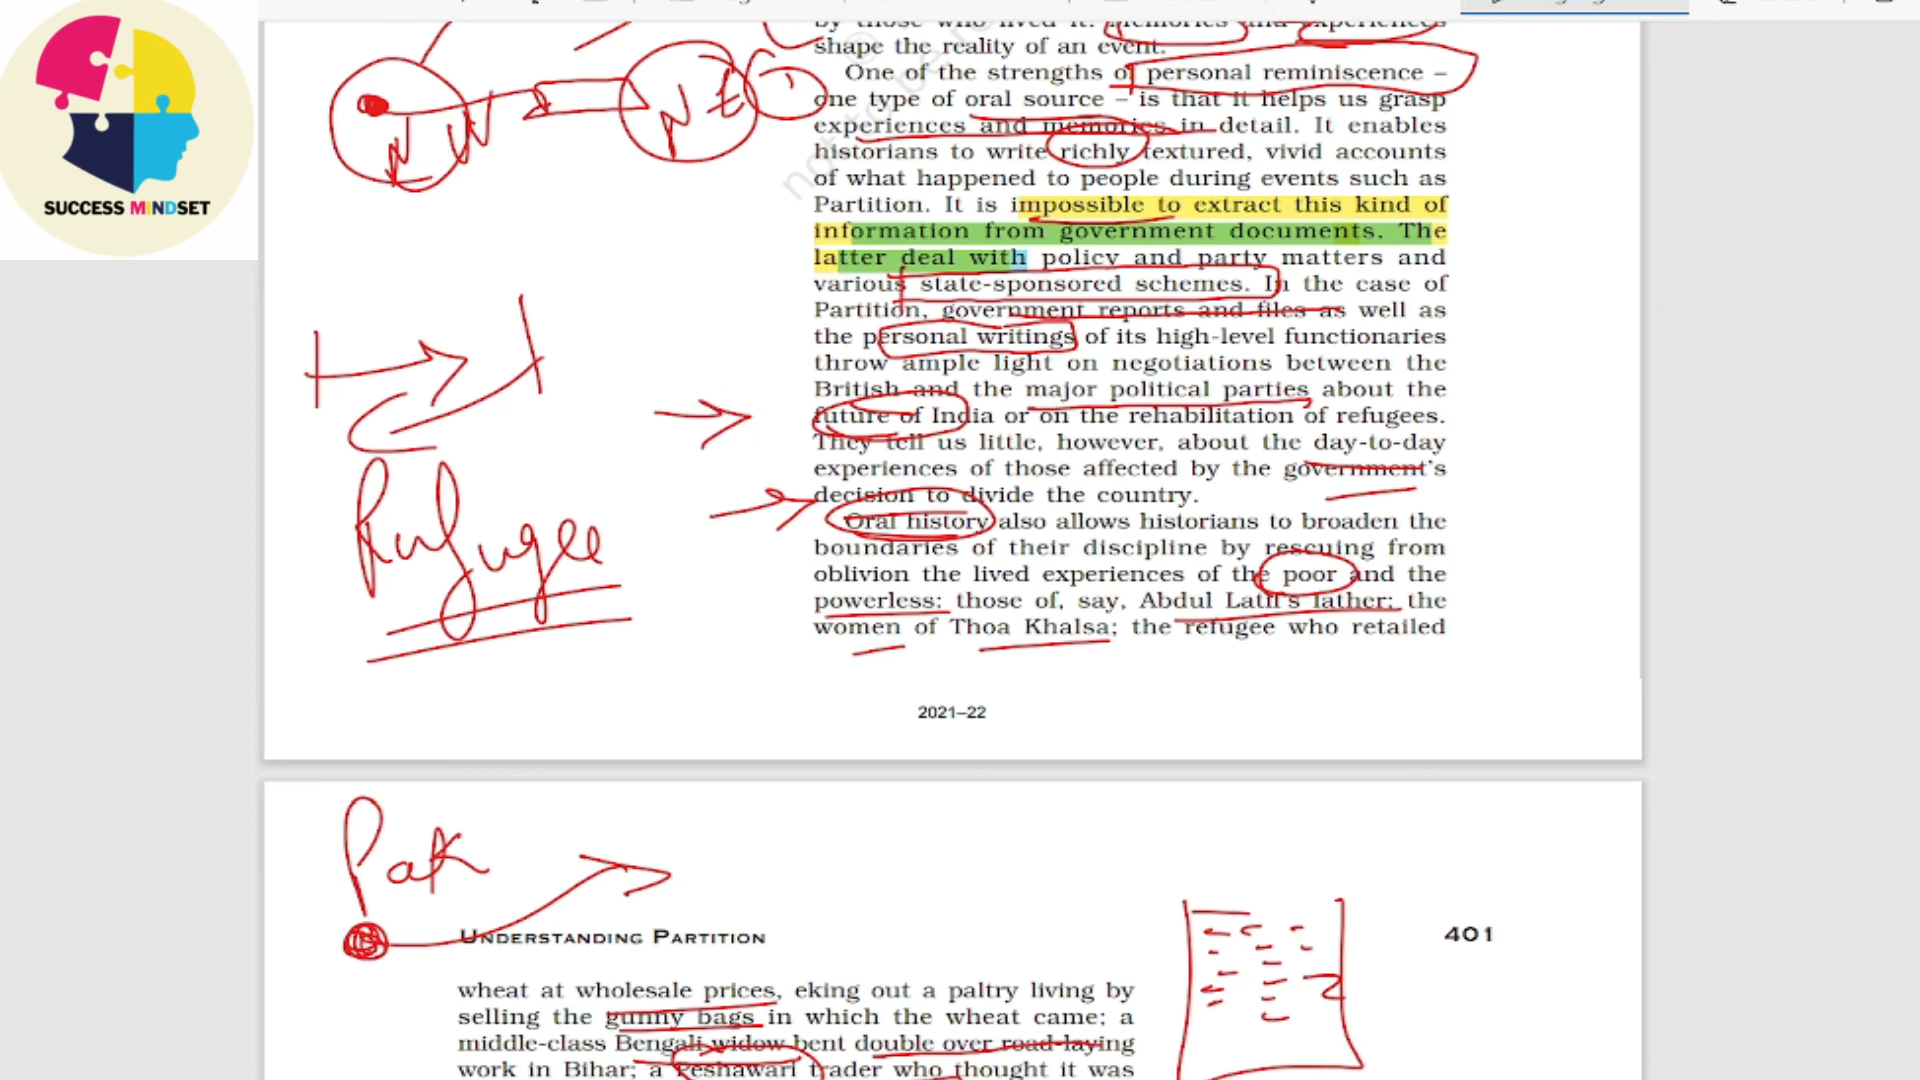 SUCCESS MINDSET
by those who lived it. Memories and experiences
shape the reality of an event.
One of the strengths of personal reminiscence –
one type of oral source – is that it helps us grasp
experiences and memories in detail. It enables
historians to write richly textured, vivid accounts
of what happened to people during events such as
Partition. It is impossible to extract this kind of
information from government documents. The
latter deal with policy and party matters and
various state-sponsored schemes. In the case of
Partition, government reports and files as well as
the personal writings of its high-level functionaries
throw ample light on negotiations between the
British and the major political parties about the
future of India or on the rehabilitation of refugees.
They tell us little, however, about the day-to-day
experiences of those affected by the government's
decision to divide the country.
Oral history also allows historians to broaden the
boundaries of their discipline by rescuing from
oblivion the lived experiences of the poor and the
powerless: those of, say, Abdul Latif's father; the
women of Thoa Khalsa; the refugee who retailed
2021–22
NW
NE
Rufugee
Pak
UNDERSTANDING PARTITION
401
wheat at wholesale prices, eking out a paltry living by
selling the gunny bags in which the wheat came; a
middle-class Bengali widow bent double over road-laying
work in Bihar; a Peshawari trader who thought it was